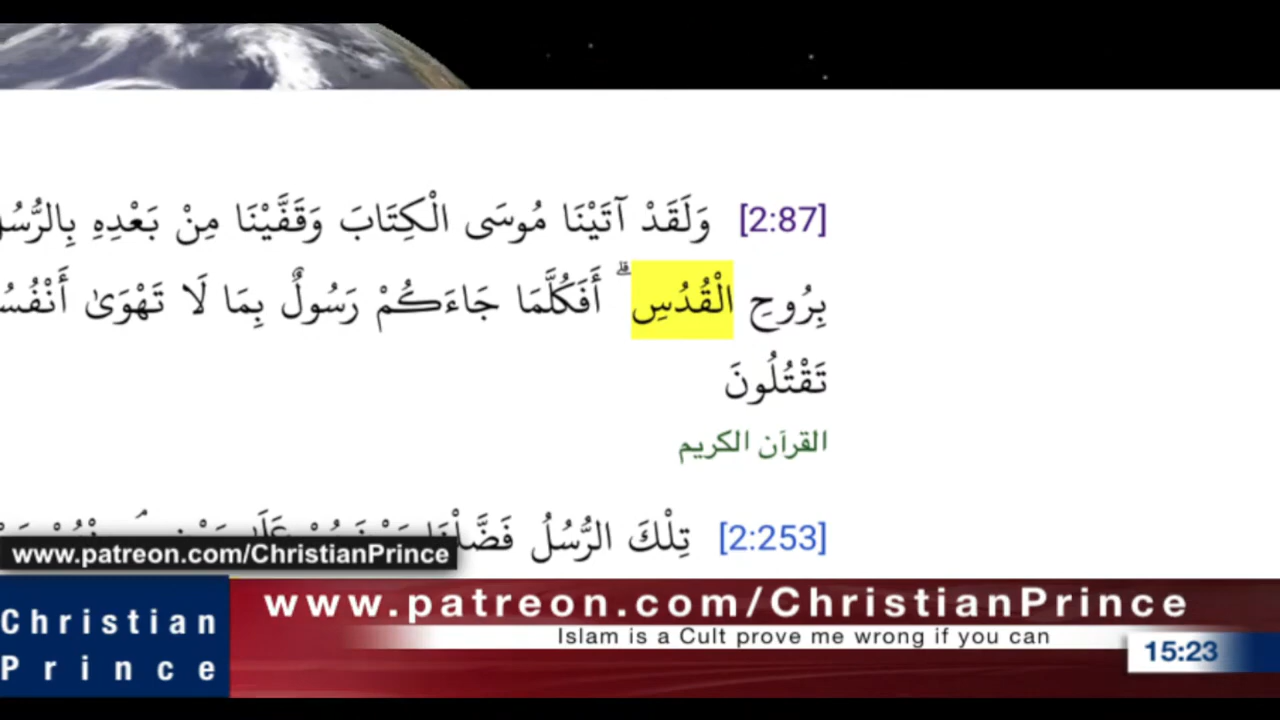 [2:87] وَلَقَدْ آتَيْنَا مُوسَى الْكِتَابَ وَقَفَّيْنَا مِنْ بَعْدِهِ
بِرُوحِ الْقُدُسِ ۗ أَفَكُلَّمَا جَاءَكُمْ رَسُولٌ بِمَا لَا تَهْوَىٰ
تَقْتُلُونَ
القرآن الكريم
[2:253] تِلْكَ الرُّسُلُ فَضَّلْنَا
www.patreon.com/ChristianPrince
Christian
Prince
www.patreon.com/ChristianPrince
Islam is a Cult prove me wrong if you can
15:23